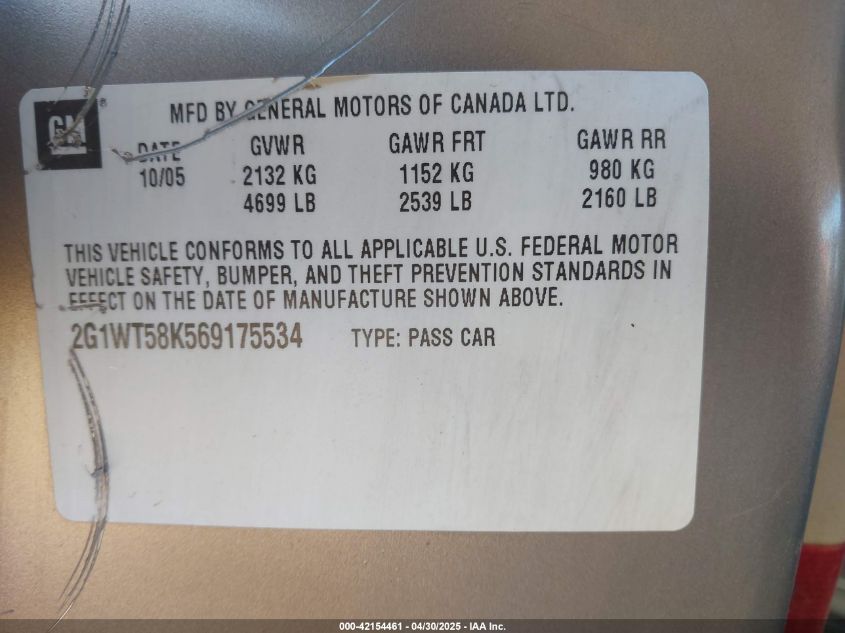 GM®
MFD BY GENERAL MOTORS OF CANADA LTD.
DATE GVWR GAWR FRT GAWR RR
10/05 2132 KG 1152 KG 980 KG
4699 LB 2539 LB 2160 LB
THIS VEHICLE CONFORMS TO ALL APPLICABLE U.S. FEDERAL MOTOR
VEHICLE SAFETY, BUMPER, AND THEFT PREVENTION STANDARDS IN
EFFECT ON THE DATE OF MANUFACTURE SHOWN ABOVE.
2G1WT58K569175534 TYPE: PASS CAR
000-42154461 - 04/30/2025 - IAA Inc.